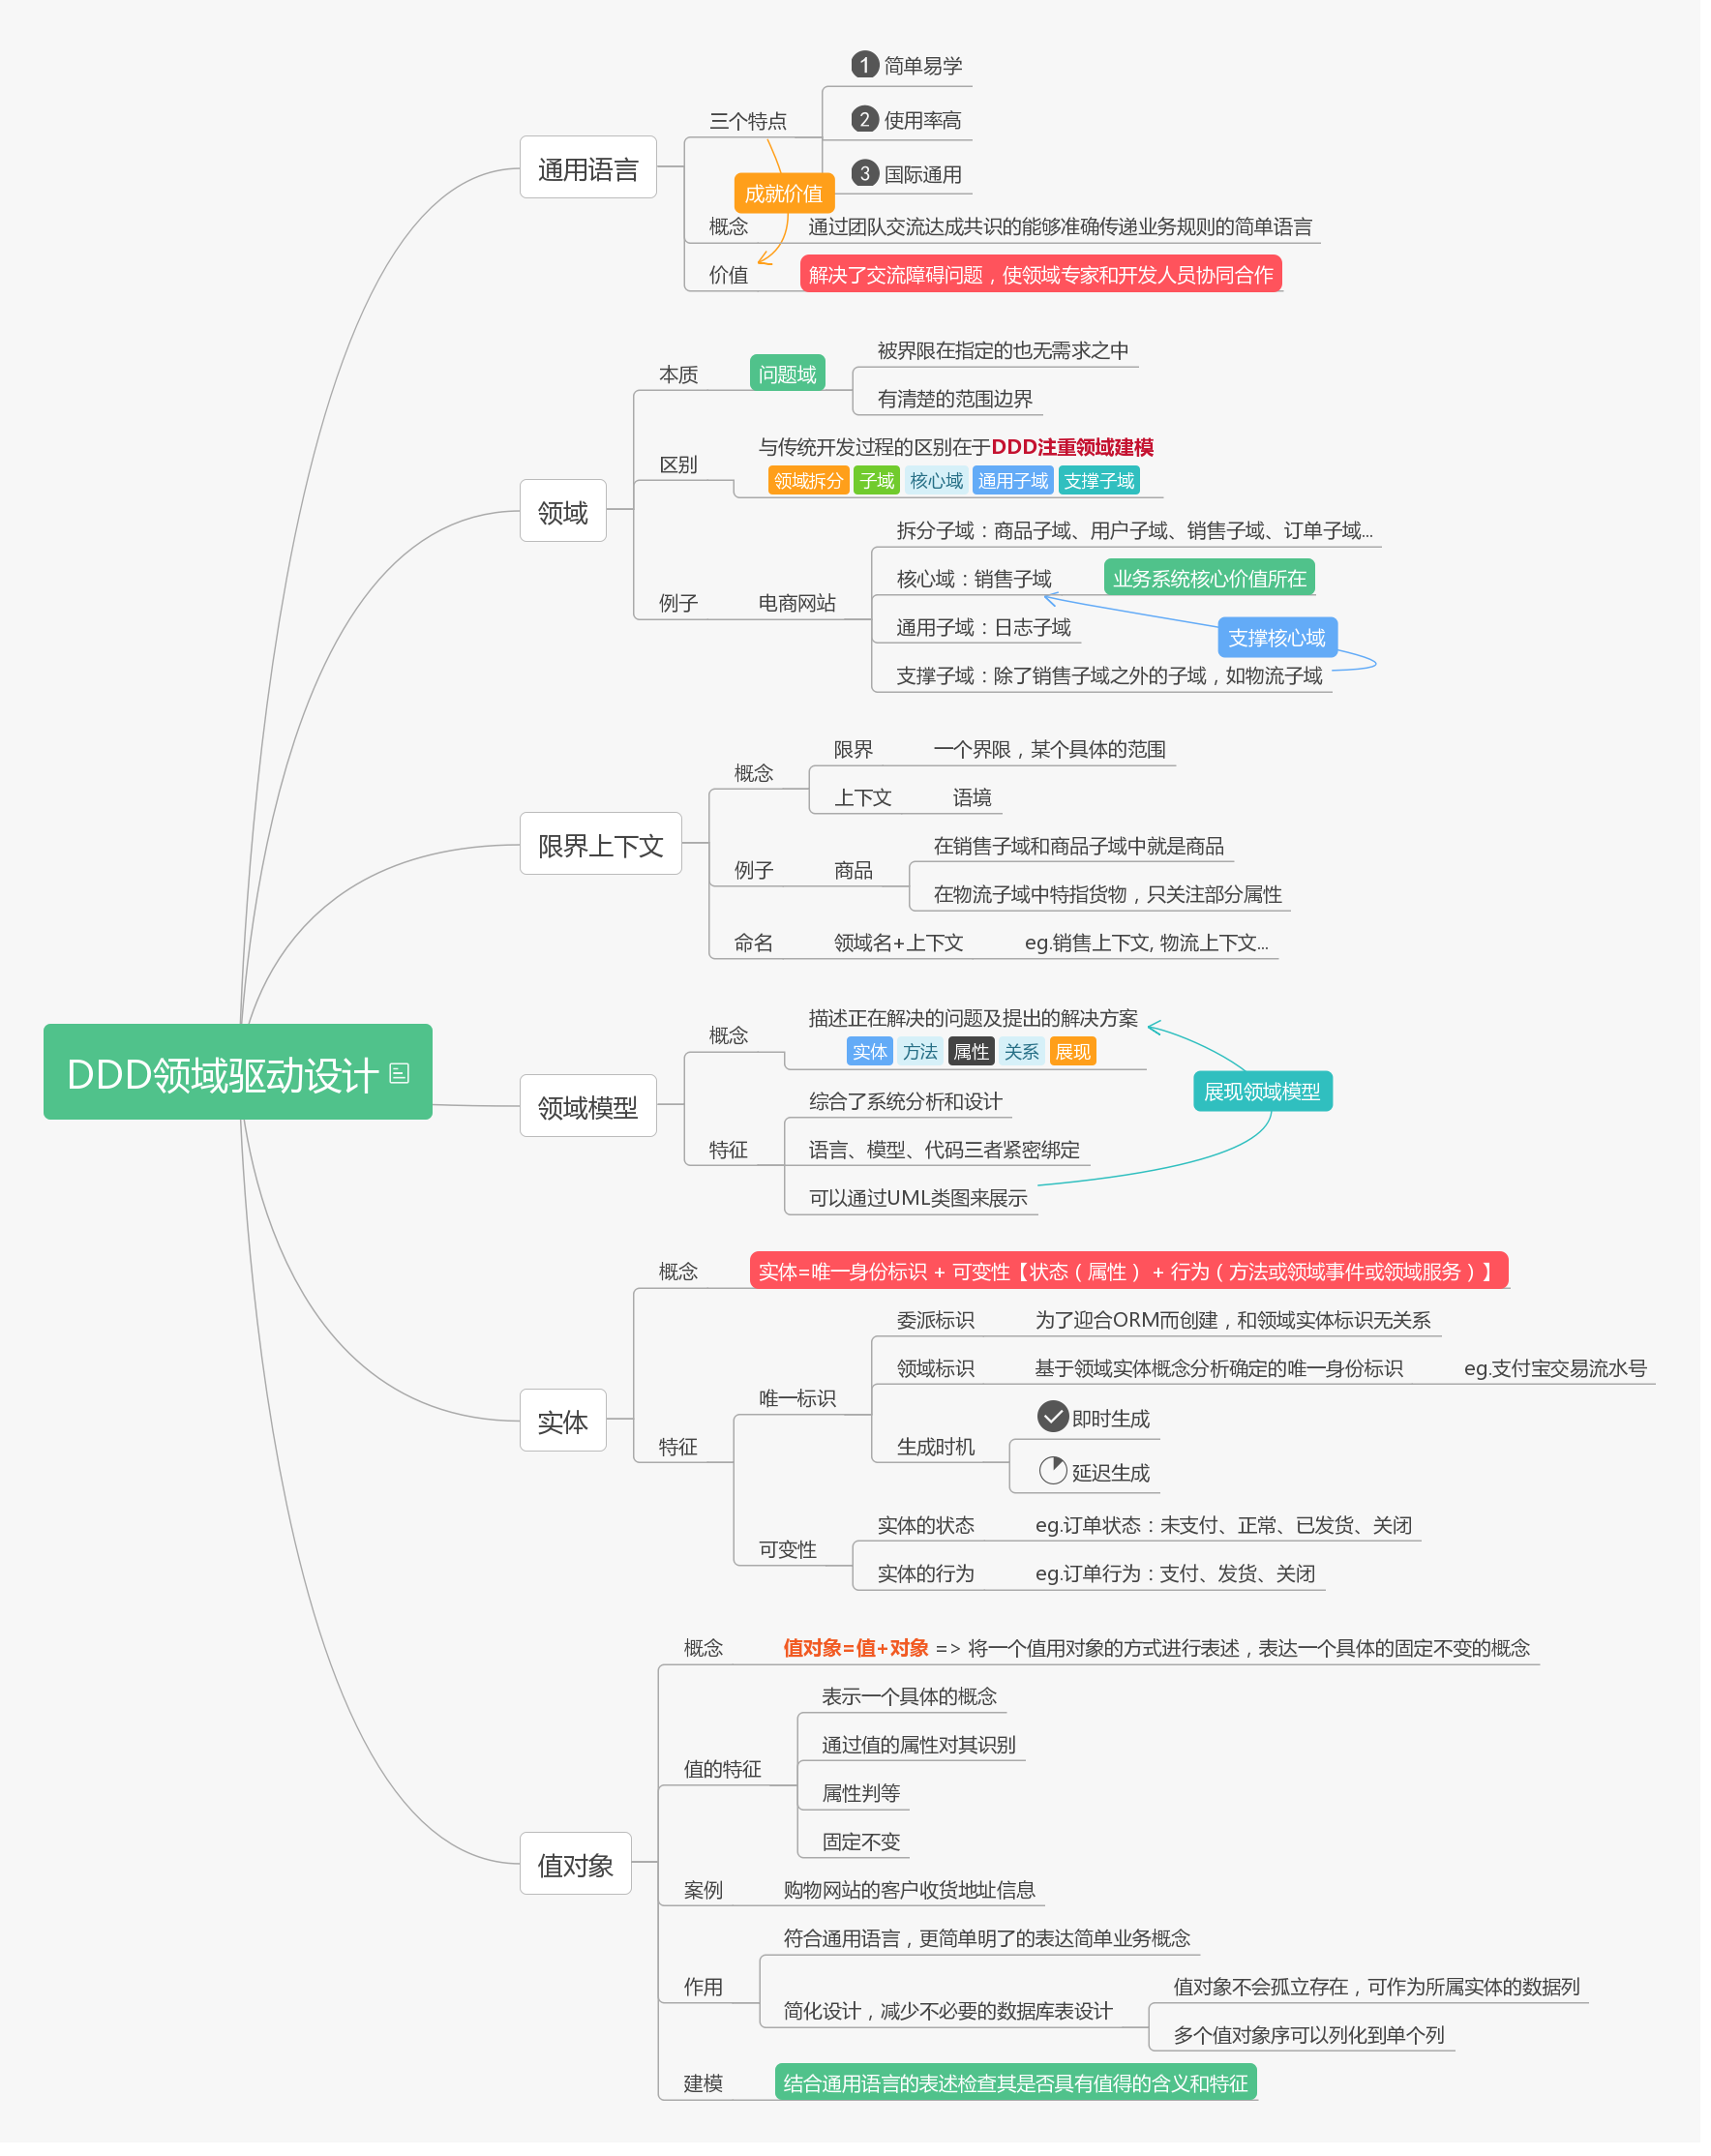 DDD领域驱动设计
通用语言
三个特点
1 简单易学
2 使用率高
3 国际通用
成就价值
概念
通过团队交流达成共识的能够准确传递业务规则的简单语言
价值
解决了交流障碍问题，使领域专家和开发人员协同合作
领域
本质
问题域
被界限在指定的也无需求之中
有清楚的范围边界
区别
与传统开发过程的区别在于DDD注重领域建模
领域拆分 子域 核心域 通用子域 支撑子域
例子
电商网站
拆分子域：商品子域、用户子域、销售子域、订单子域...
核心域：销售子域
业务系统核心价值所在
通用子域：日志子域
支撑核心域
支撑子域：除了销售子域之外的子域，如物流子域
限界上下文
概念
限界
一个界限，某个具体的范围
上下文
语境
例子
商品
在销售子域和商品子域中就是商品
在物流子域中特指货物，只关注部分属性
命名
领域名+上下文
eg.销售上下文, 物流上下文...
领域模型
概念
描述正在解决的问题及提出的解决方案
实体 方法 属性 关系 展现
展现领域模型
特征
综合了系统分析和设计
语言、模型、代码三者紧密绑定
可以通过UML类图来展示
实体
概念
实体=唯一身份标识 + 可变性【状态（属性） + 行为（方法或领域事件或领域服务）】
特征
唯一标识
委派标识
为了迎合ORM而创建，和领域实体标识无关系
领域标识
基于领域实体概念分析确定的唯一身份标识
eg.支付宝交易流水号
生成时机
即时生成
延迟生成
可变性
实体的状态
eg.订单状态：未支付、正常、已发货、关闭
实体的行为
eg.订单行为：支付、发货、关闭
值对象
概念
值对象=值+对象 => 将一个值用对象的方式进行表述，表达一个具体的固定不变的概念
值的特征
表示一个具体的概念
通过值的属性对其识别
属性判等
固定不变
案例
购物网站的客户收货地址信息
作用
符合通用语言，更简单明了的表达简单业务概念
简化设计，减少不必要的数据库表设计
值对象不会孤立存在，可作为所属实体的数据列
多个值对象序可以列化到单个列
建模
结合通用语言的表述检查其是否具有值得的含义和特征